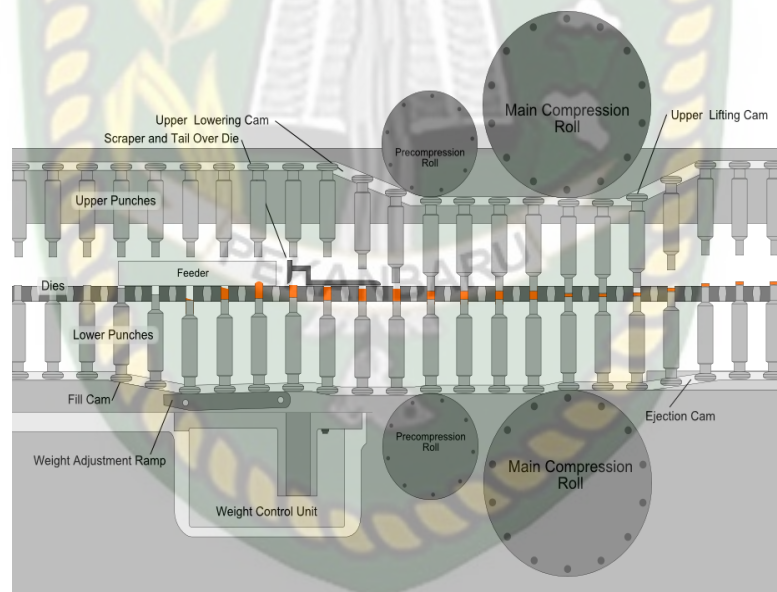 Main Compression
Roll
Upper Lowering Cam
Upper Lifting Cam
Scraper and Tail Over Die
Precompression
Roll
Upper Punches
PEKANBARU
Feeder
Dies
Lower Punches
Fill Cam
Ejection Cam
Precompression
Roll
Weight Adjustment Ramp
Main Compression
Roll
Weight Control Unit